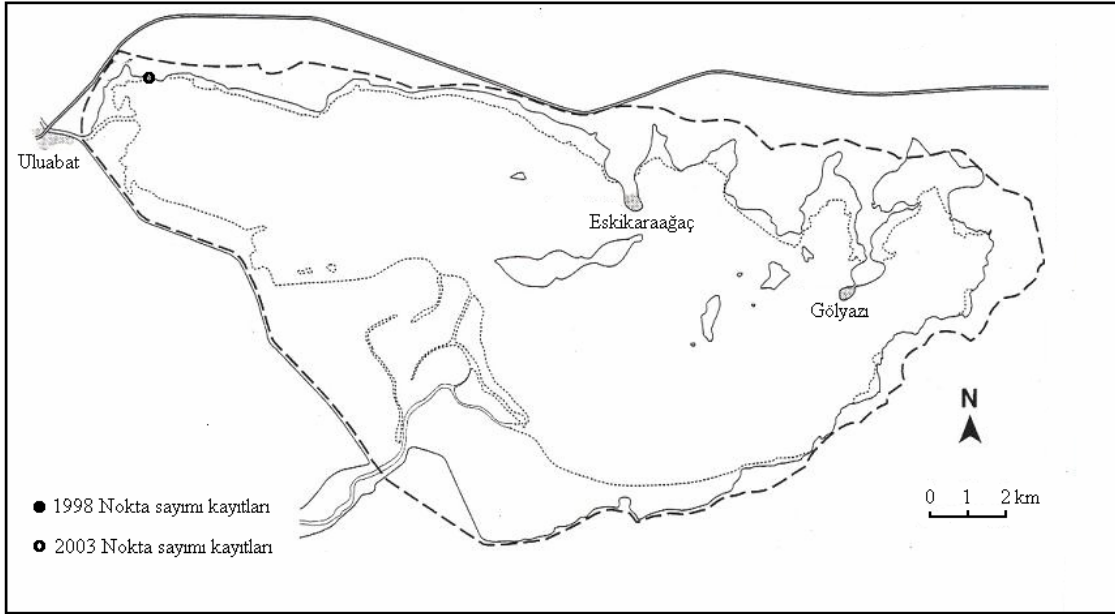 Uluabat
Eskikaraağaç
Gölyazı
N
0 1 2 km
1998 Nokta sayımı kayıtları
2003 Nokta sayımı kayıtları